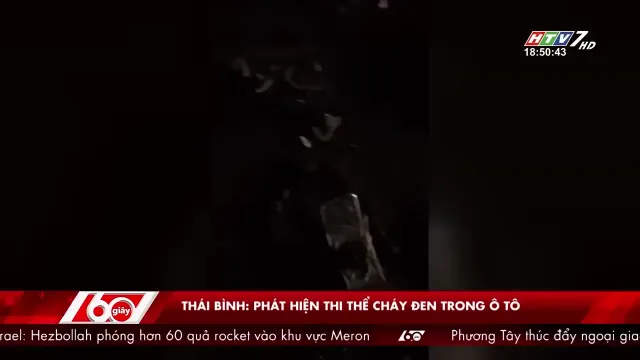 HTV7 HD
18:50:43
60 giây
THÁI BÌNH: PHÁT HIỆN THI THỂ CHÁY ĐEN TRONG Ô TÔ
rael: Hezbollah phóng hơn 60 quả rocket vào khu vực Meron 60 giây Phương Tây thúc đẩy ngoại gia